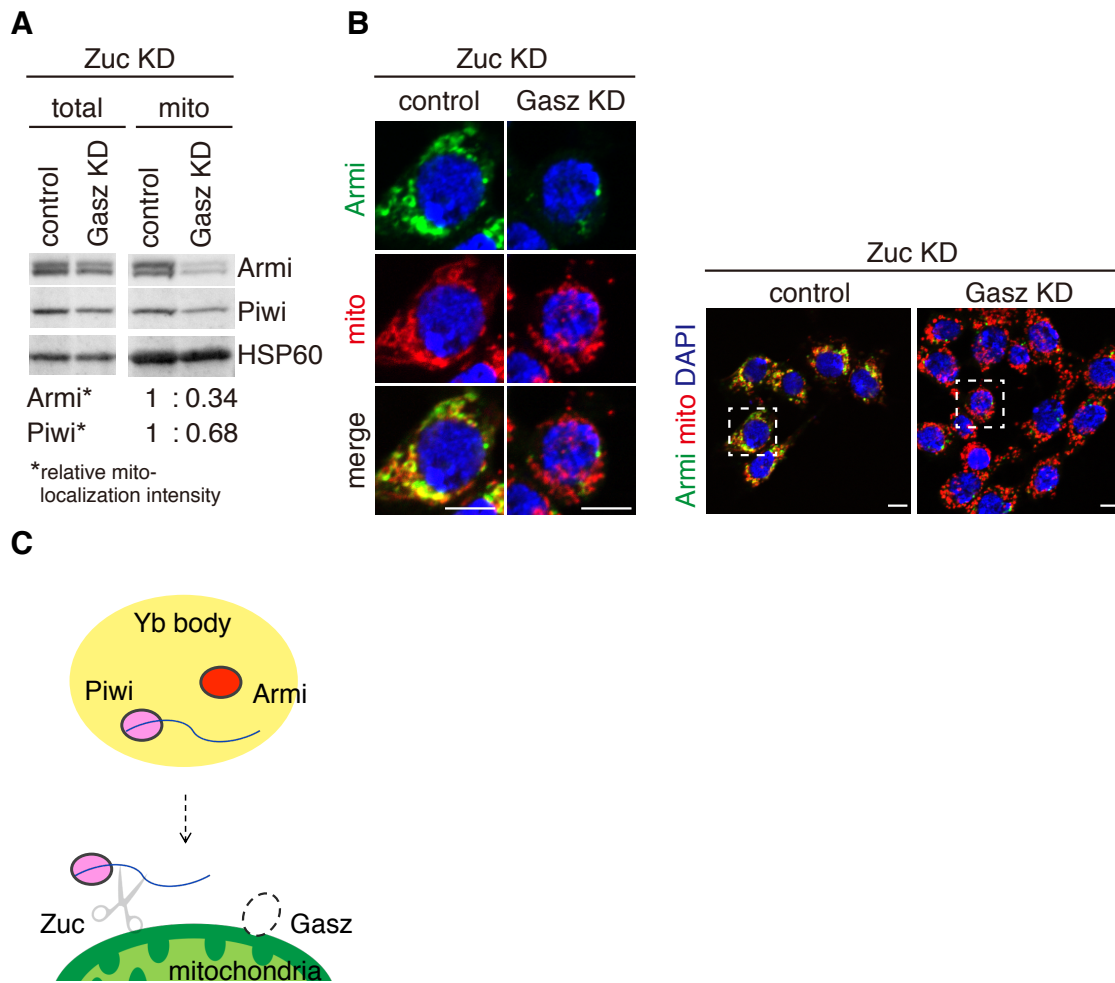 A
Zuc KD
total mito
control Gasz KD control Gasz KD
Armi
Piwi
HSP60
Armi* 1 : 0.34
Piwi* 1 : 0.68
*relative mito-
localization intensity
B
Zuc KD
control Gasz KD
Armi
mito
merge
Zuc KD
control Gasz KD
Armi mito DAPI
C
Yb body
Piwi
Armi
Zuc
Gasz
mitochondria